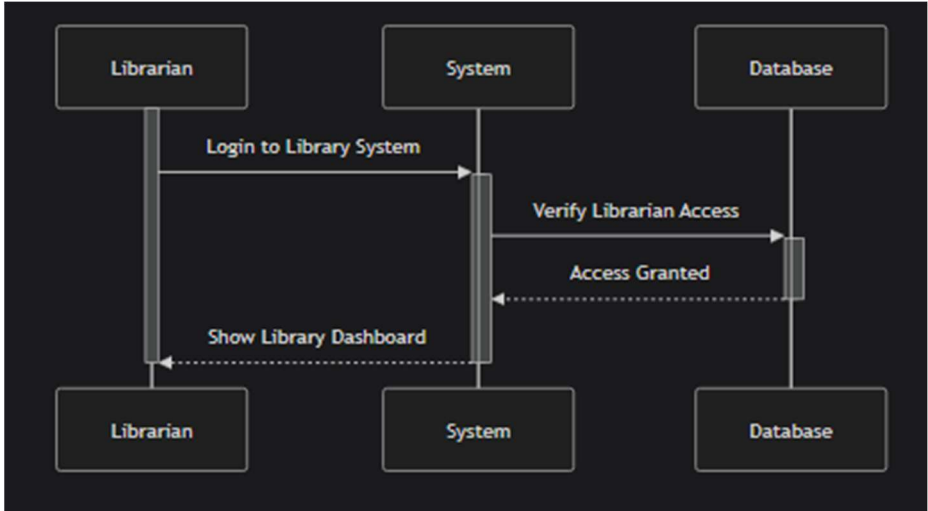 Librarian
System
Database
Login to Library System
Verify Librarian Access
Access Granted
Show Library Dashboard
Librarian
System
Database